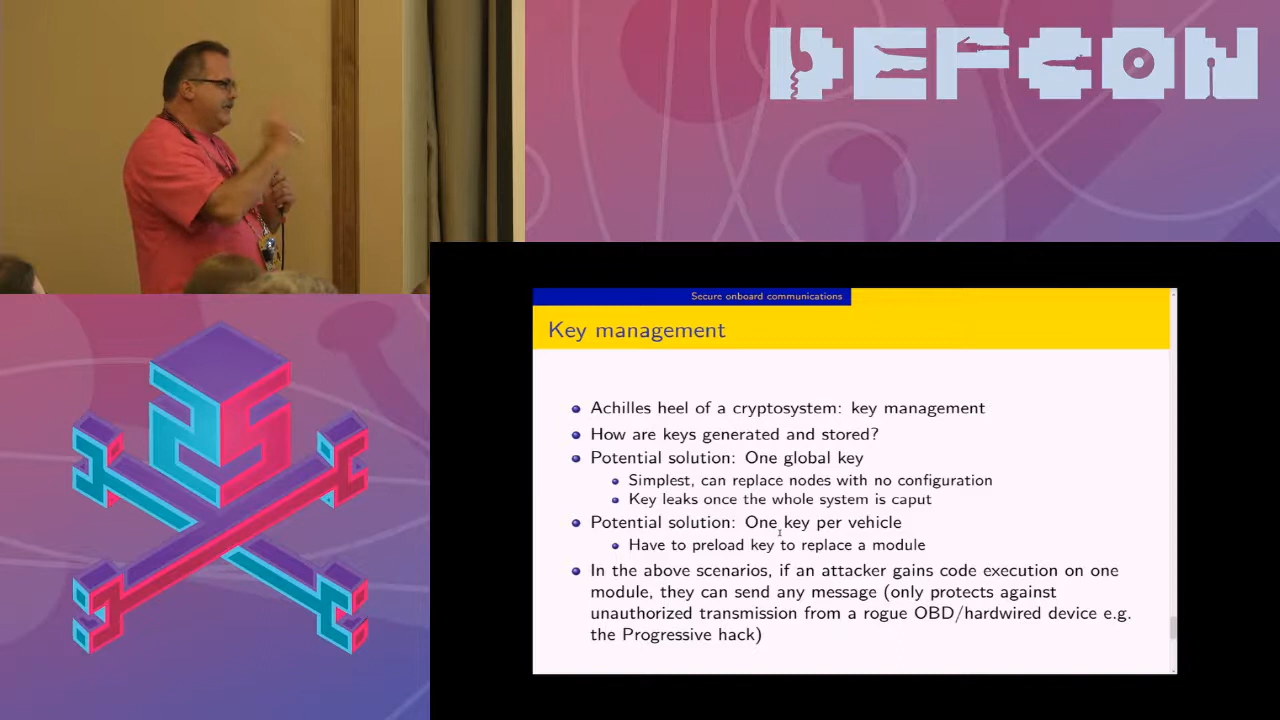 DEFCON
Secure onboard communications
Key management
Achilles heel of a cryptosystem: key management
How are keys generated and stored?
Potential solution: One global key
Simplest, can replace nodes with no configuration
Key leaks once the whole system is caput
Potential solution: One key per vehicle
Have to preload key to replace a module
In the above scenarios, if an attacker gains code execution on one
module, they can send any message (only protects against
unauthorized transmission from a rogue OBD/hardwired device e.g.
the Progressive hack)